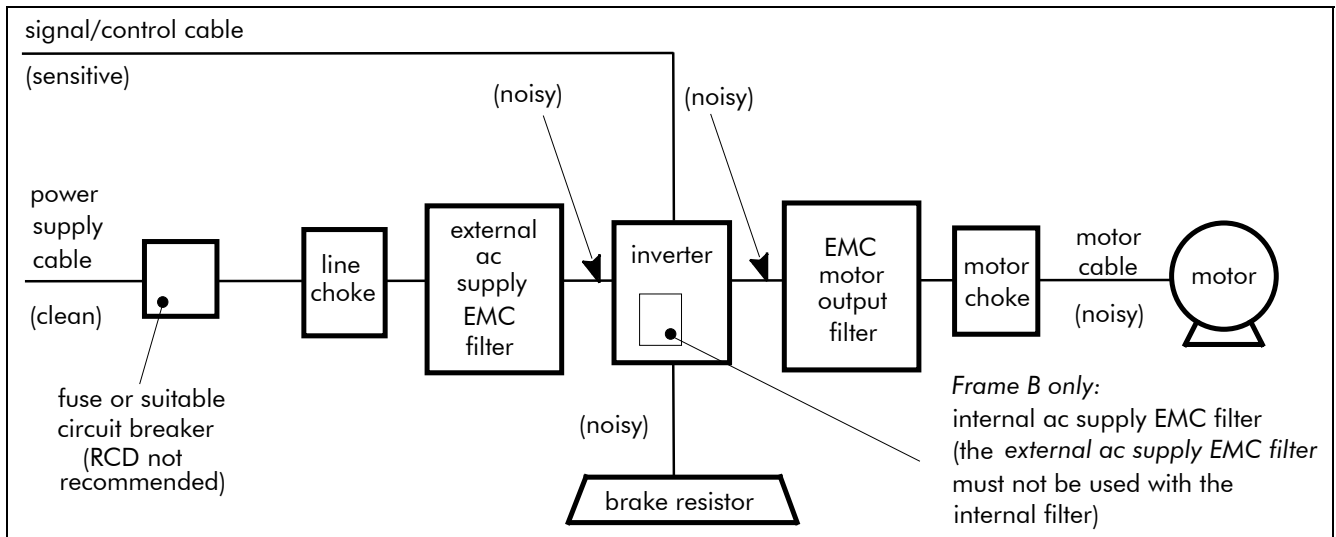 signal/control cable
(sensitive)
(noisy)
(noisy)
power
supply
cable
(clean)
fuse or suitable
circuit breaker
(RCD not
recommended)
line
choke
external
ac
supply
EMC
filter
inverter
(noisy)
brake resistor
EMC
motor
output
filter
motor
choke
motor
cable
(noisy)
motor
Frame B only:
internal ac supply EMC filter
(the external ac supply EMC filter
must not be used with the
internal filter)